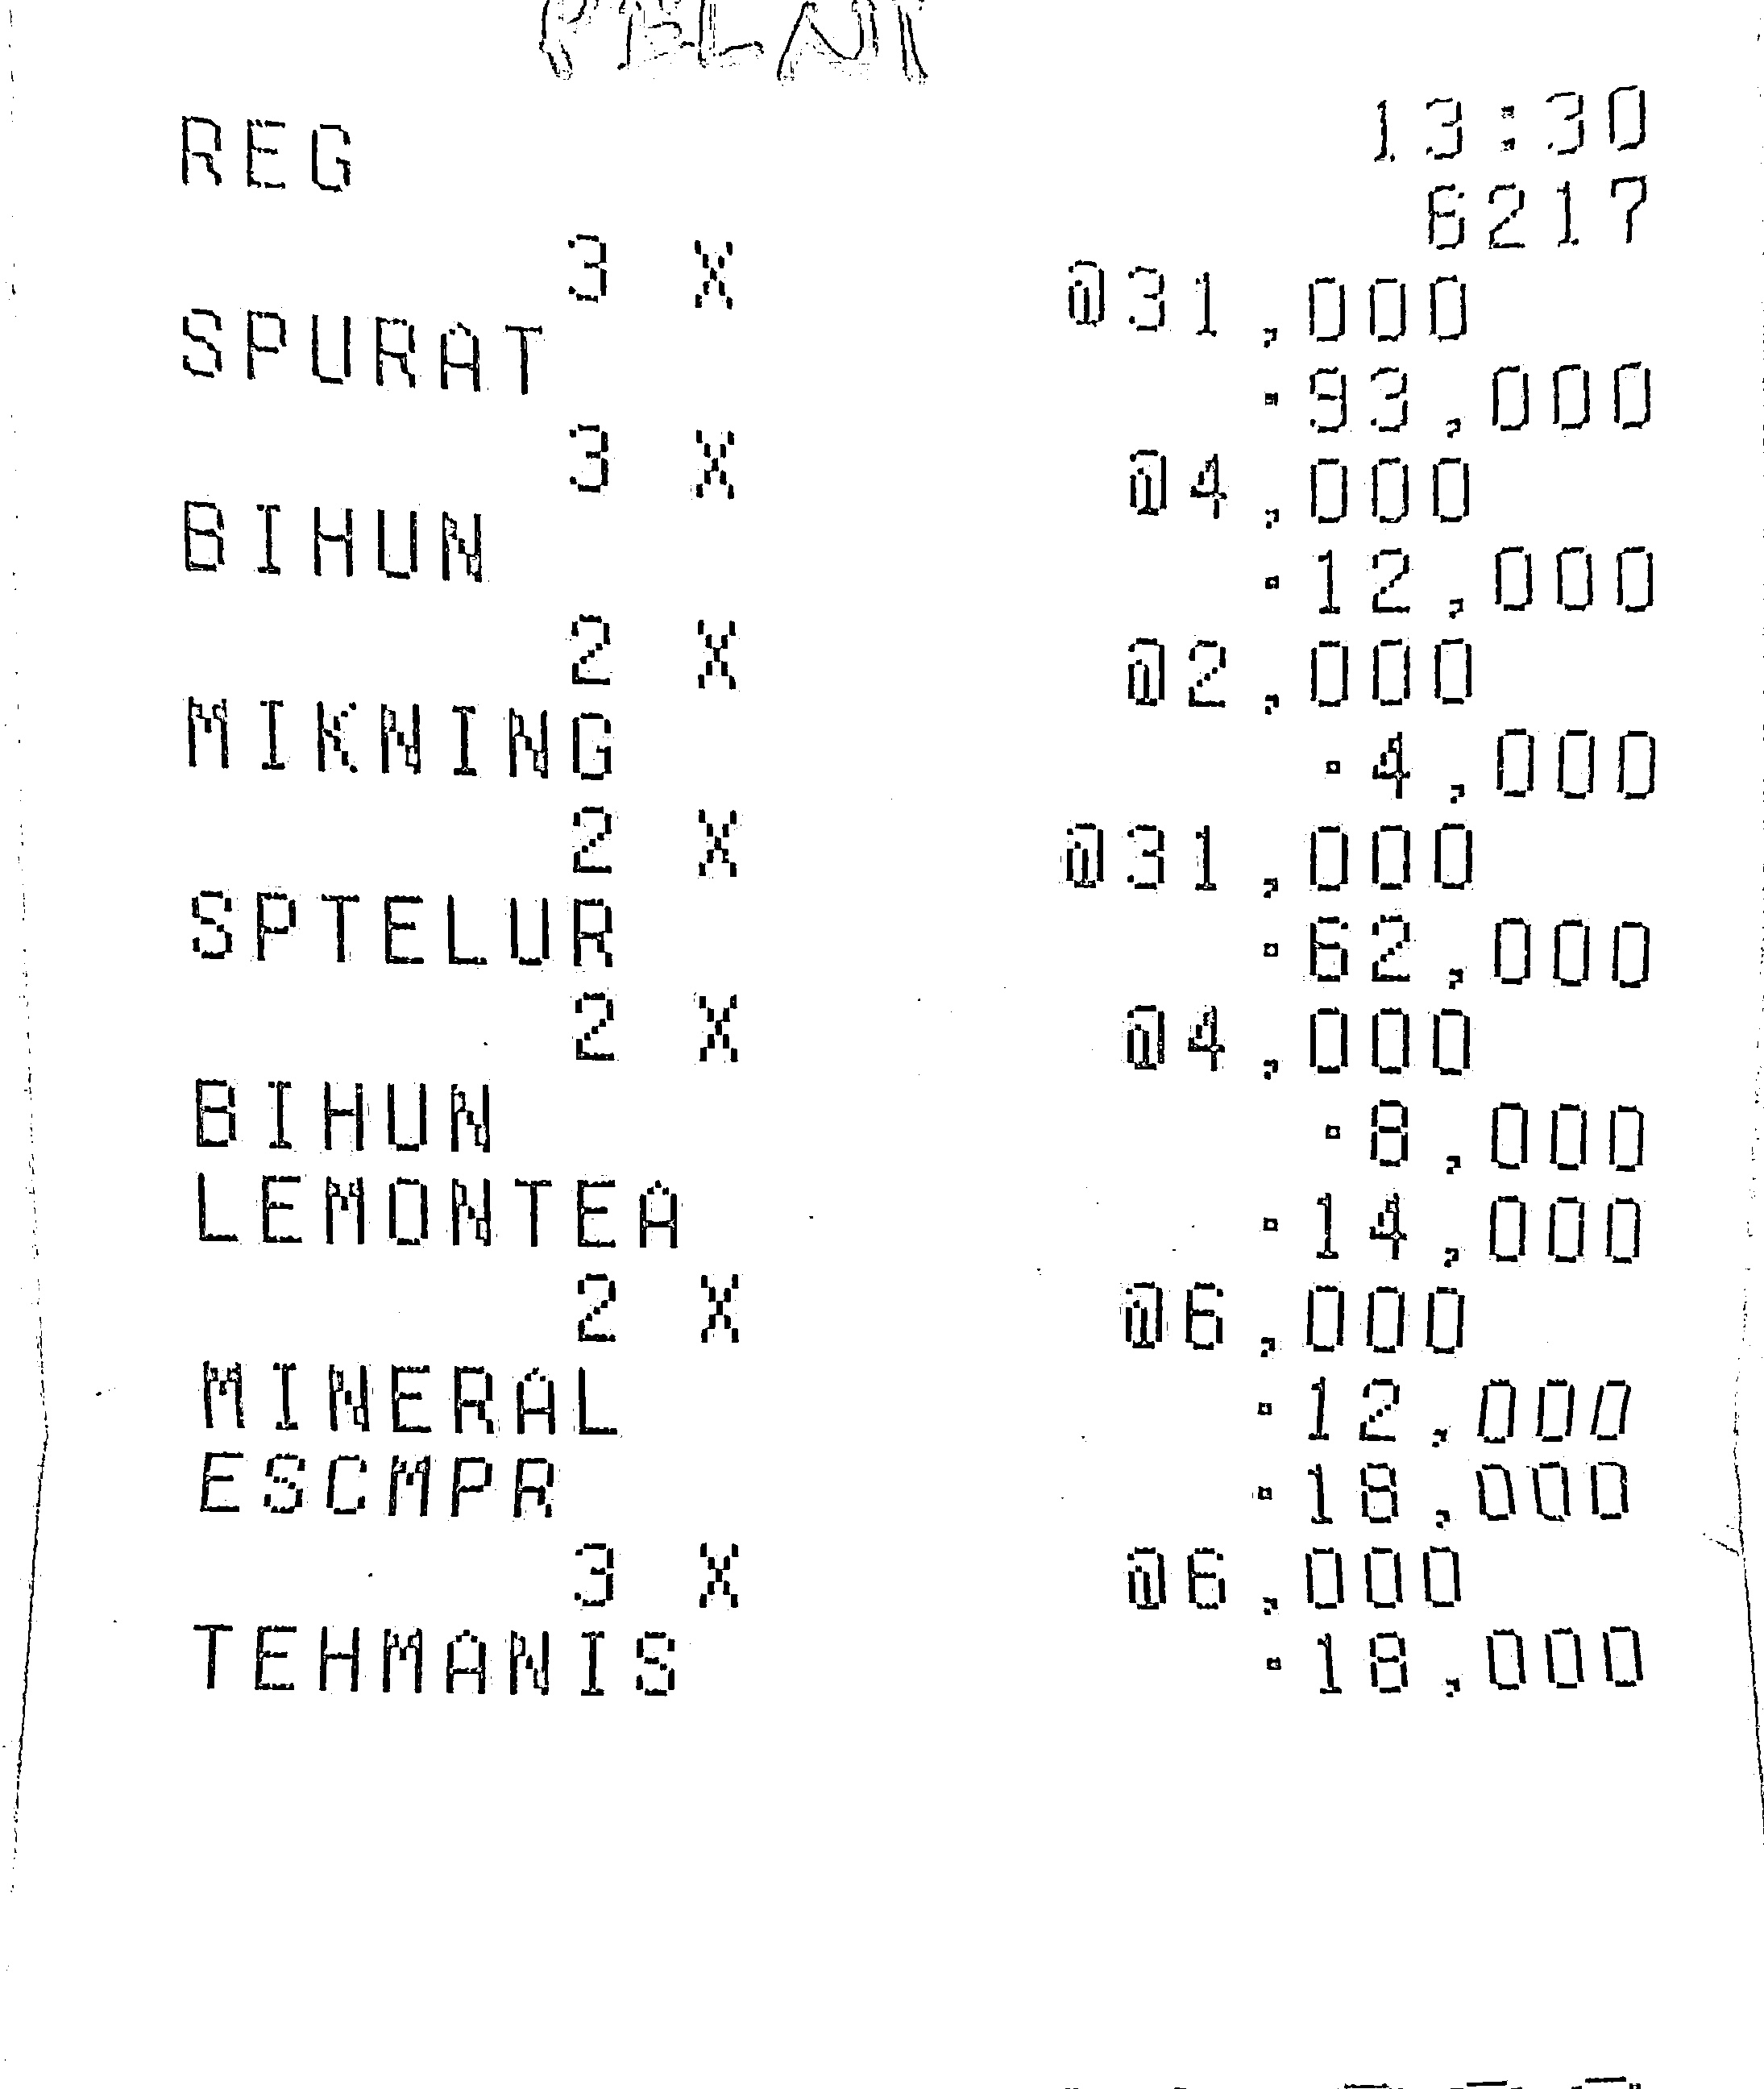 REG 13:30
6217
3 X @31,000
SPURAT ·93,000
3 X @4,000
BIHUN ·12,000
2 X @2,000
MIKNING ·4,000
2 X @31,000
SPTELUR ·62,000
2 X @4,000
BIHUN ·8,000
LEMONTEA ·14,000
2 X @6,000
MINERAL ·12,000
ESCMPR ·18,000
3 X @6,000
TEHMANIS ·18,000